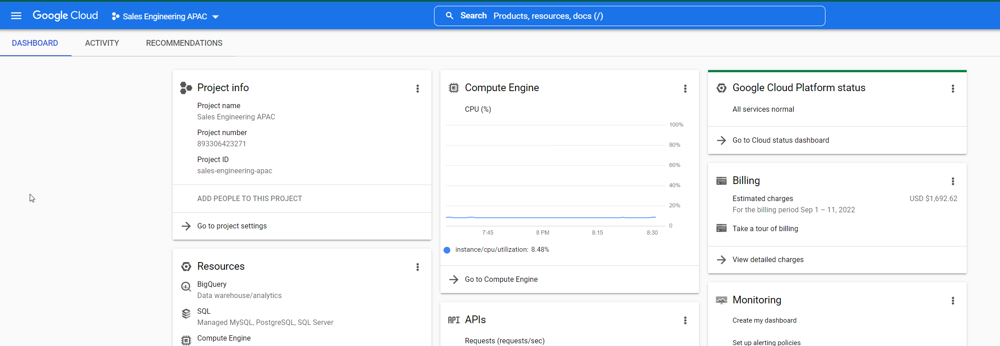 Google Cloud
Sales Engineering APAC
Search Products, resources, docs (/)
DASHBOARD
ACTIVITY
RECOMMENDATIONS
Project info
Project name
Sales Engineering APAC
Project number
893306423271
Project ID
sales-engineering-apac
ADD PEOPLE TO THIS PROJECT
Go to project settings
Resources
BigQuery
Data warehouse/analytics
SQL
Managed MySQL, PostgreSQL, SQL Server
Compute Engine
Compute Engine
CPU (%)
100%
80%
60%
40%
20%
0
7:45
8 PM
8:15
8:30
instance/cpu/utilization: 8.48%
Go to Compute Engine
API APIs
Requests (requests/sec)
Google Cloud Platform status
All services normal
Go to Cloud status dashboard
Billing
Estimated charges
USD $1,692.62
For the billing period Sep 1 – 11, 2022
Take a tour of billing
View detailed charges
Monitoring
Create my dashboard
Set up alerting policies